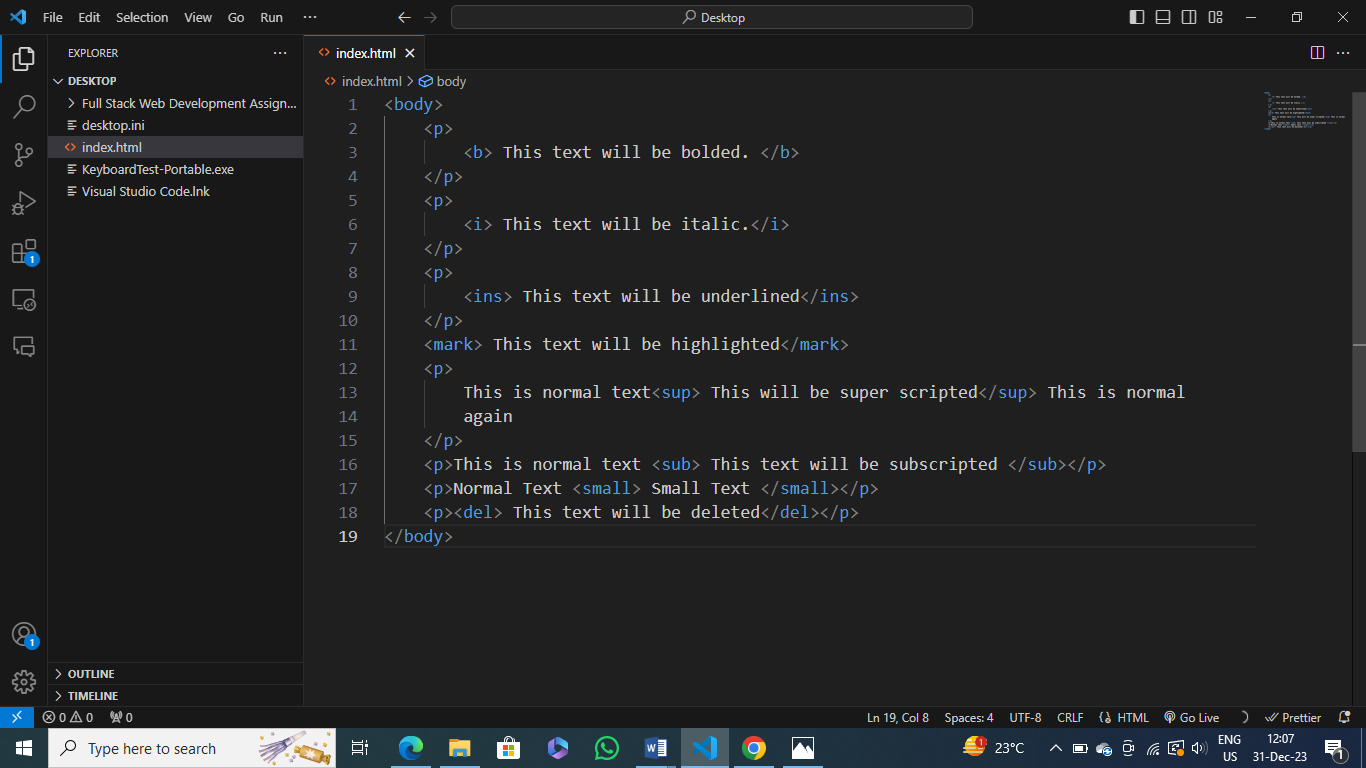 File Edit Selection View Go Run ··· Desktop
EXPLORER ···
DESKTOP
Full Stack Web Development Assign...
desktop.ini
index.html
KeyboardTest-Portable.exe
Visual Studio Code.lnk
OUTLINE
TIMELINE
1
1
index.html
index.html > body
1 <body>
2 <p>
3 <b> This text will be bolded. </b>
4 </p>
5 <p>
6 <i> This text will be italic.</i>
7 </p>
8 <p>
9 <ins> This text will be underlined</ins>
10 </p>
11 <mark> This text will be highlighted</mark>
12 <p>
13 This is normal text<sup> This will be super scripted</sup> This is normal
14 again
15 </p>
16 <p>This is normal text <sub> This text will be subscripted </sub></p>
17 <p>Normal Text <small> Small Text </small></p>
18 <p><del> This text will be deleted</del></p>
19 </body>
0 0 0 Ln 19, Col 8 Spaces: 4 UTF-8 CRLF {} HTML Go Live Prettier
Type here to search 1 23°C ENG 12:07
US 31-Dec-23 1